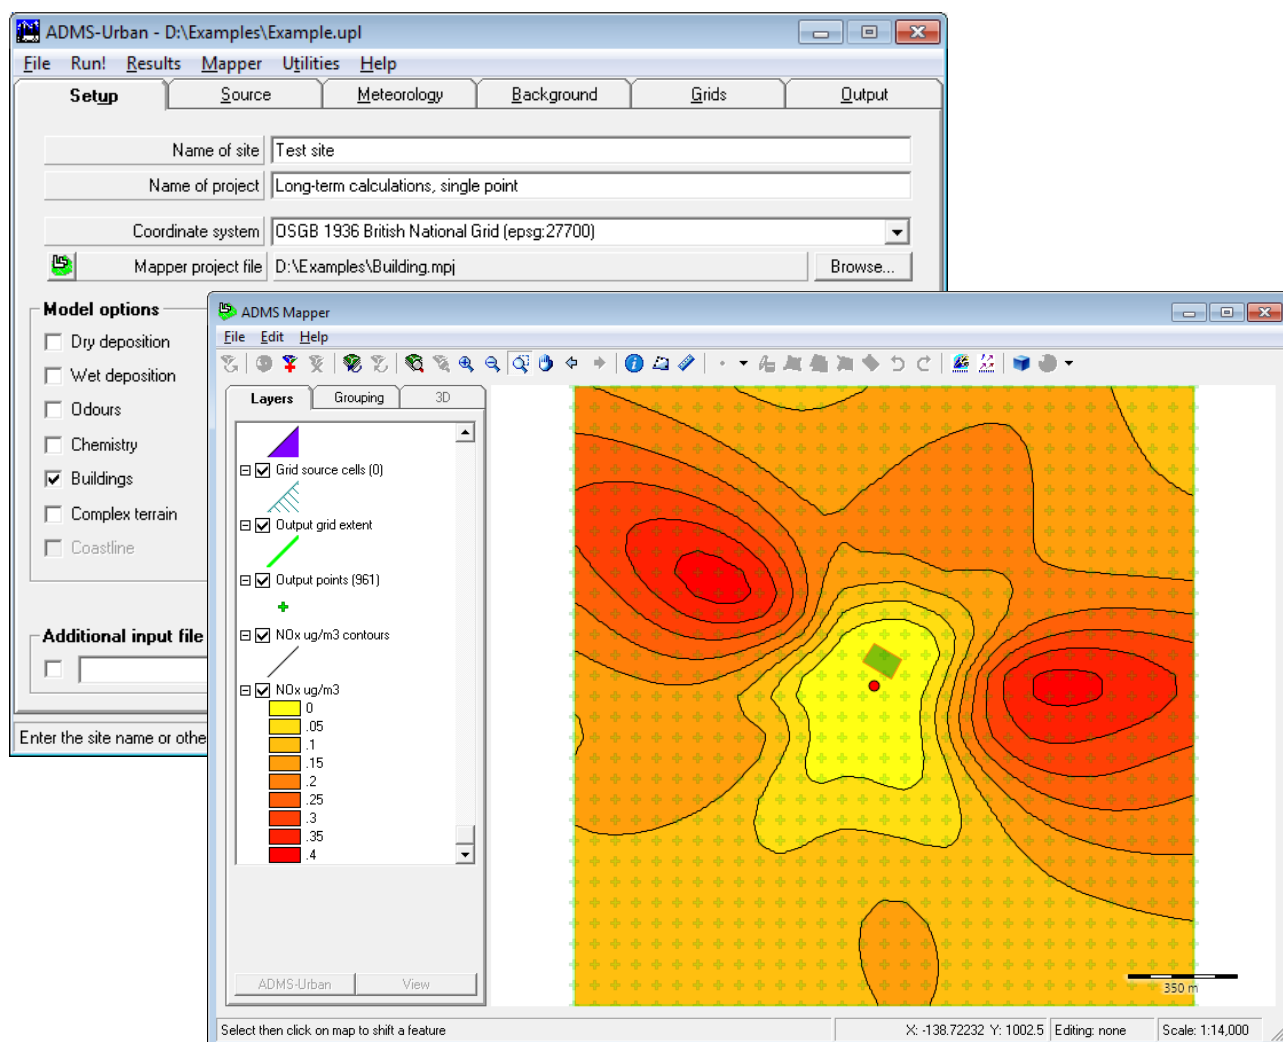 ADMS-Urban - D:\Examples\Example.upl
File Run! Results Mapper Utilities Help
Setup Source Meteorology Background Grids Output
Name of site Test site
Name of project Long-term calculations, single point
Coordinate system OSGB 1936 British National Grid (epsg:27700)
Mapper project file D:\Examples\Building.mpj Browse...
Model options
Dry deposition
Wet deposition
Odours
Chemistry
Buildings
Complex terrain
Coastline
Additional input file
Enter the site name or othe
ADMS Mapper
File Edit Help
Layers Grouping 3D
Grid source cells (0)
Output grid extent
Output points (961)
NOx ug/m3 contours
NOx ug/m3
0
.05
.1
.15
.2
.25
.3
.35
.4
ADMS-Urban View
350 m
Select then click on map to shift a feature X: -138.72232 Y: 1002.5 Editing: none Scale: 1:14,000